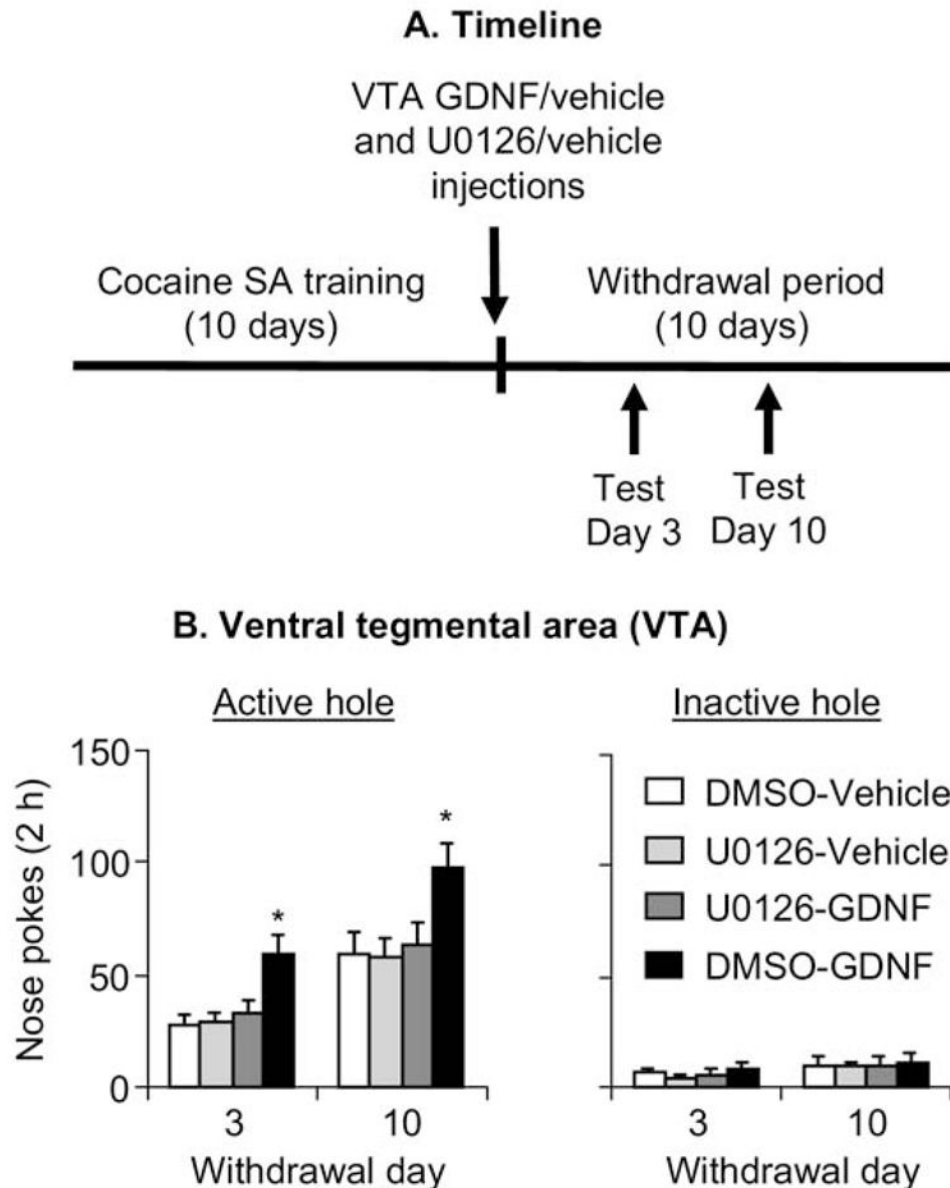 A. Timeline
VTA GDNF/vehicle
and U0126/vehicle
injections
Cocaine SA training
(10 days)
Withdrawal period
(10 days)
Test
Day 3
Test
Day 10
B. Ventral tegmental area (VTA)
Active hole
Inactive hole
Nose pokes (2 h)
150
100
50
0
*
*
3
10
Withdrawal day
DMSO-Vehicle
U0126-Vehicle
U0126-GDNF
DMSO-GDNF
3
10
Withdrawal day